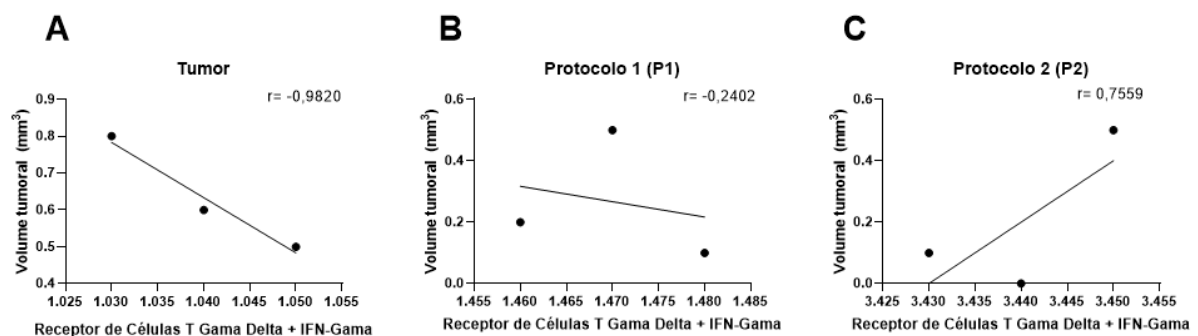 A
Tumor
r= -0,9820
Volume tumoral (mm³)
0.9
0.8
0.7
0.6
0.5
0.4
1.025 1.030 1.035 1.040 1.045 1.050 1.055
Receptor de Células T Gama Delta + IFN-Gama
B
Protocolo 1 (P1)
r= -0,2402
Volume tumoral (mm³)
0.6
0.4
0.2
0.0
1.455 1.460 1.465 1.470 1.475 1.480 1.485
Receptor de Células T Gama Delta + IFN-Gama
C
Protocolo 2 (P2)
r= 0,7559
Volume tumoral (mm³)
0.6
0.4
0.2
0.0
3.425 3.430 3.435 3.440 3.445 3.450 3.455
Receptor de Células T Gama Delta + IFN-Gama